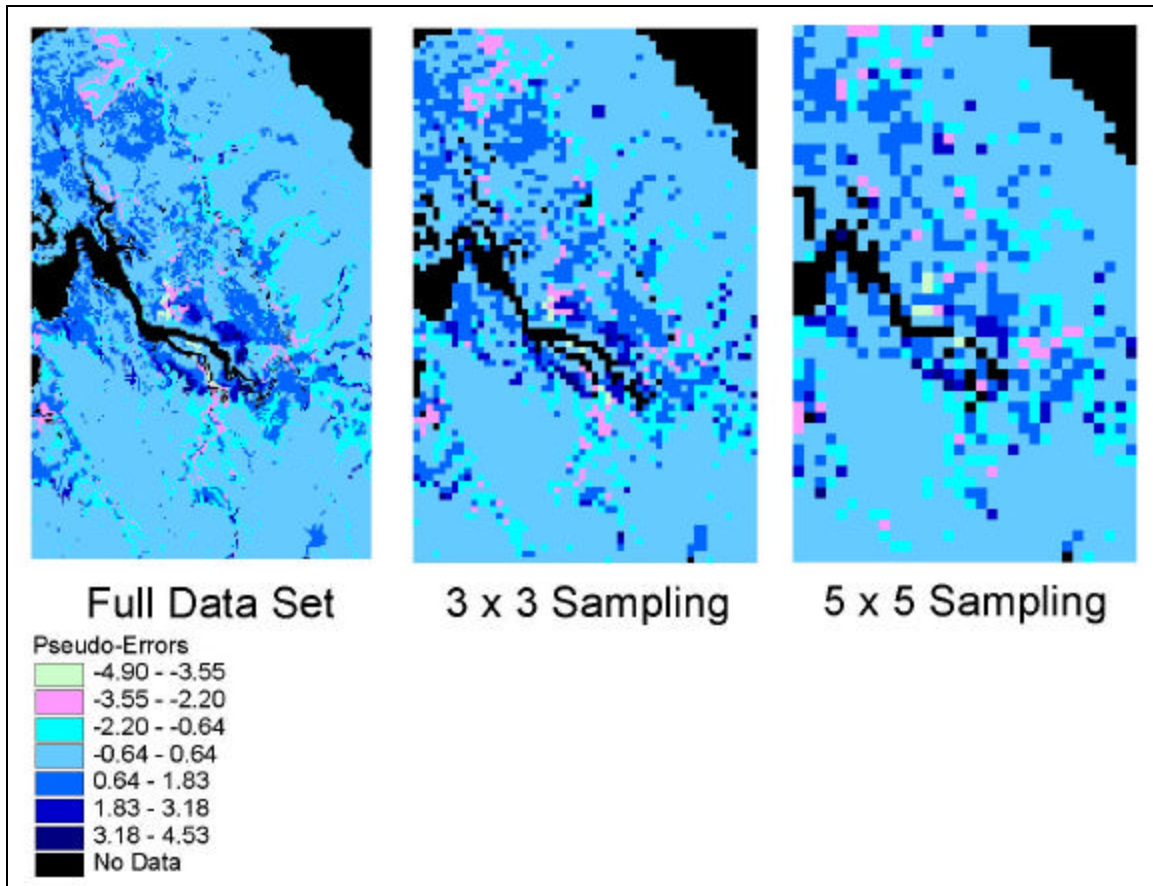 Full Data Set
3 x 3 Sampling
5 x 5 Sampling
Pseudo-Errors
-4.90 - -3.55
-3.55 - -2.20
-2.20 - -0.64
-0.64 - 0.64
0.64 - 1.83
1.83 - 3.18
3.18 - 4.53
No Data